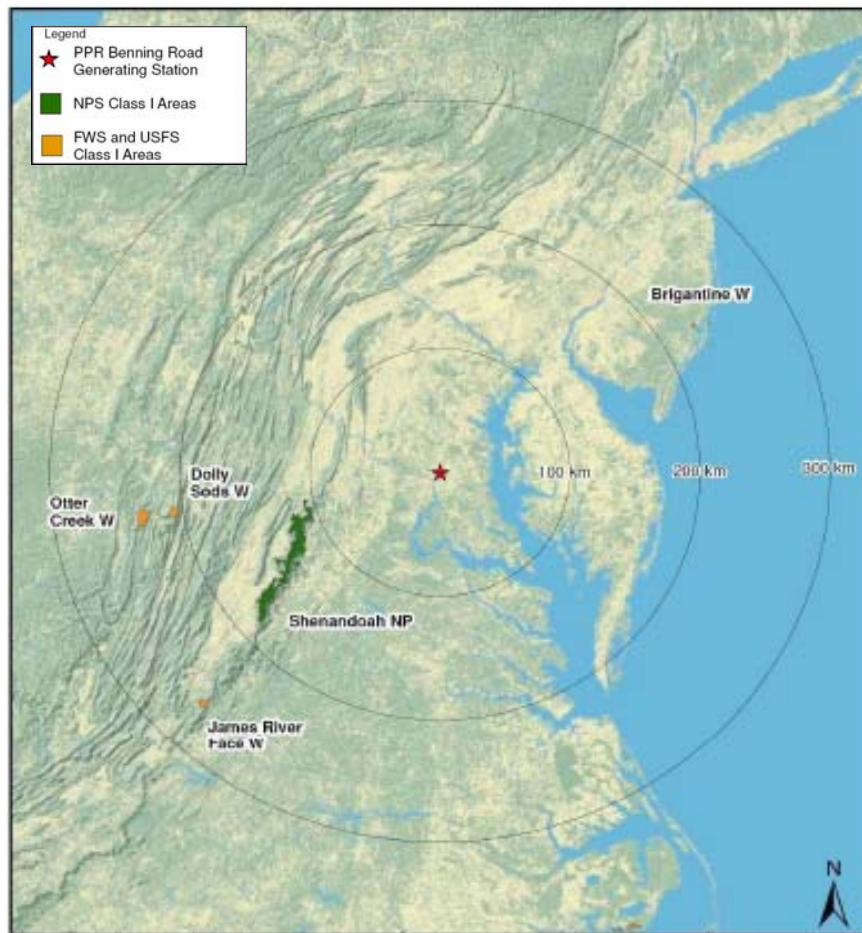 Legend
PPR Benning Road
Generating Station
NPS Class I Areas
FWS and USFS
Class I Areas
Brigantine W
100 km
200 km
300 km
Dolly
Sods W
Otter
Creek W
Shenandoah NP
James River
Face W
N